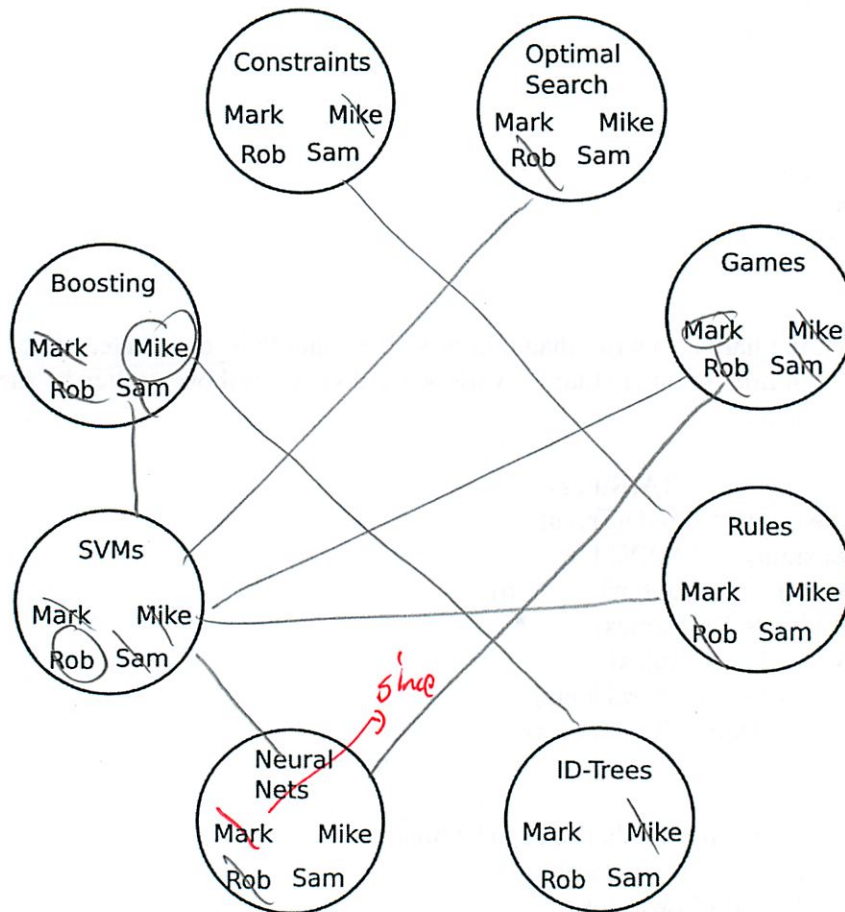 Constraints
Mark Mike
Rob Sam
Optimal
Search
Mark Mike
Rob Sam
Boosting
Mark Mike
Rob Sam
Games
Mark Mike
Rob Sam
SVMs
Mark Mike
Rob Sam
Rules
Mark Mike
Rob Sam
since
Neural
Nets
Mark Mike
Rob Sam
ID-Trees
Mark Mike
Rob Sam